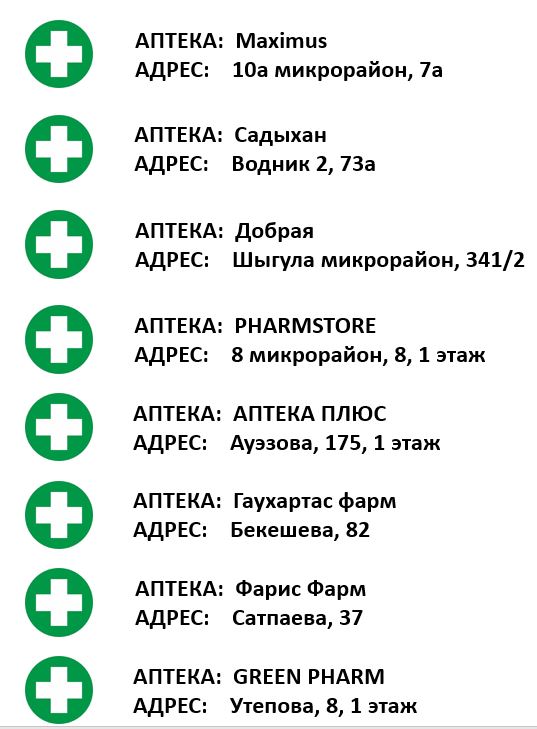 АПТЕКА: Maximus
АДРЕС: 10а микрорайон, 7а
АПТЕКА: Садыхан
АДРЕС: Водник 2, 73а
АПТЕКА: Добрая
АДРЕС: Шыгула микрорайон, 341/2
АПТЕКА: PHARMSTORE
АДРЕС: 8 микрорайон, 8, 1 этаж
АПТЕКА: АПТЕКА ПЛЮС
АДРЕС: Ауэзова, 175, 1 этаж
АПТЕКА: Гаухартас фарм
АДРЕС: Бекешева, 82
АПТЕКА: Фарис Фарм
АДРЕС: Сатпаева, 37
АПТЕКА: GREEN PHARM
АДРЕС: Утепова, 8, 1 этаж